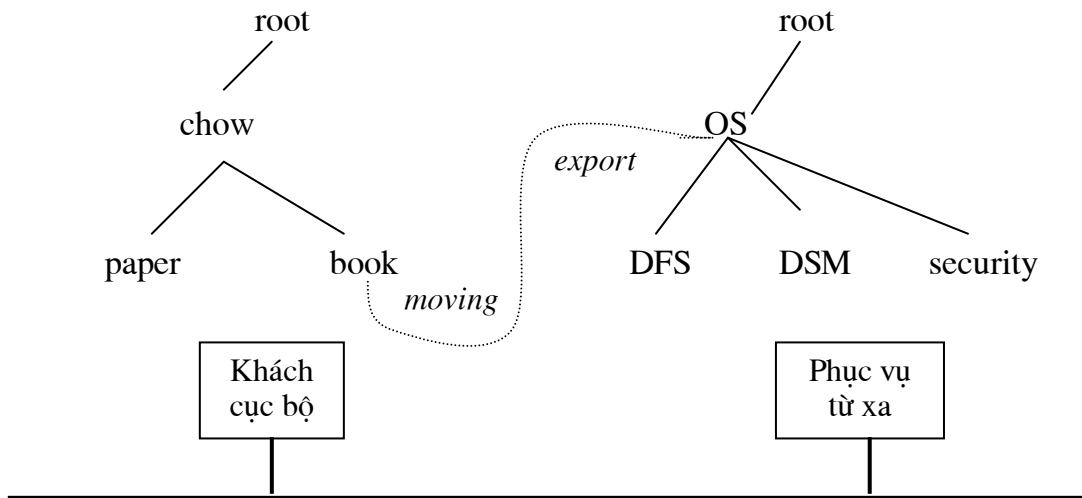 root
root
chow
OS
export
paper
book
DFS
DSM
security
moving
Khách
cục bộ
Phục vụ
từ xa